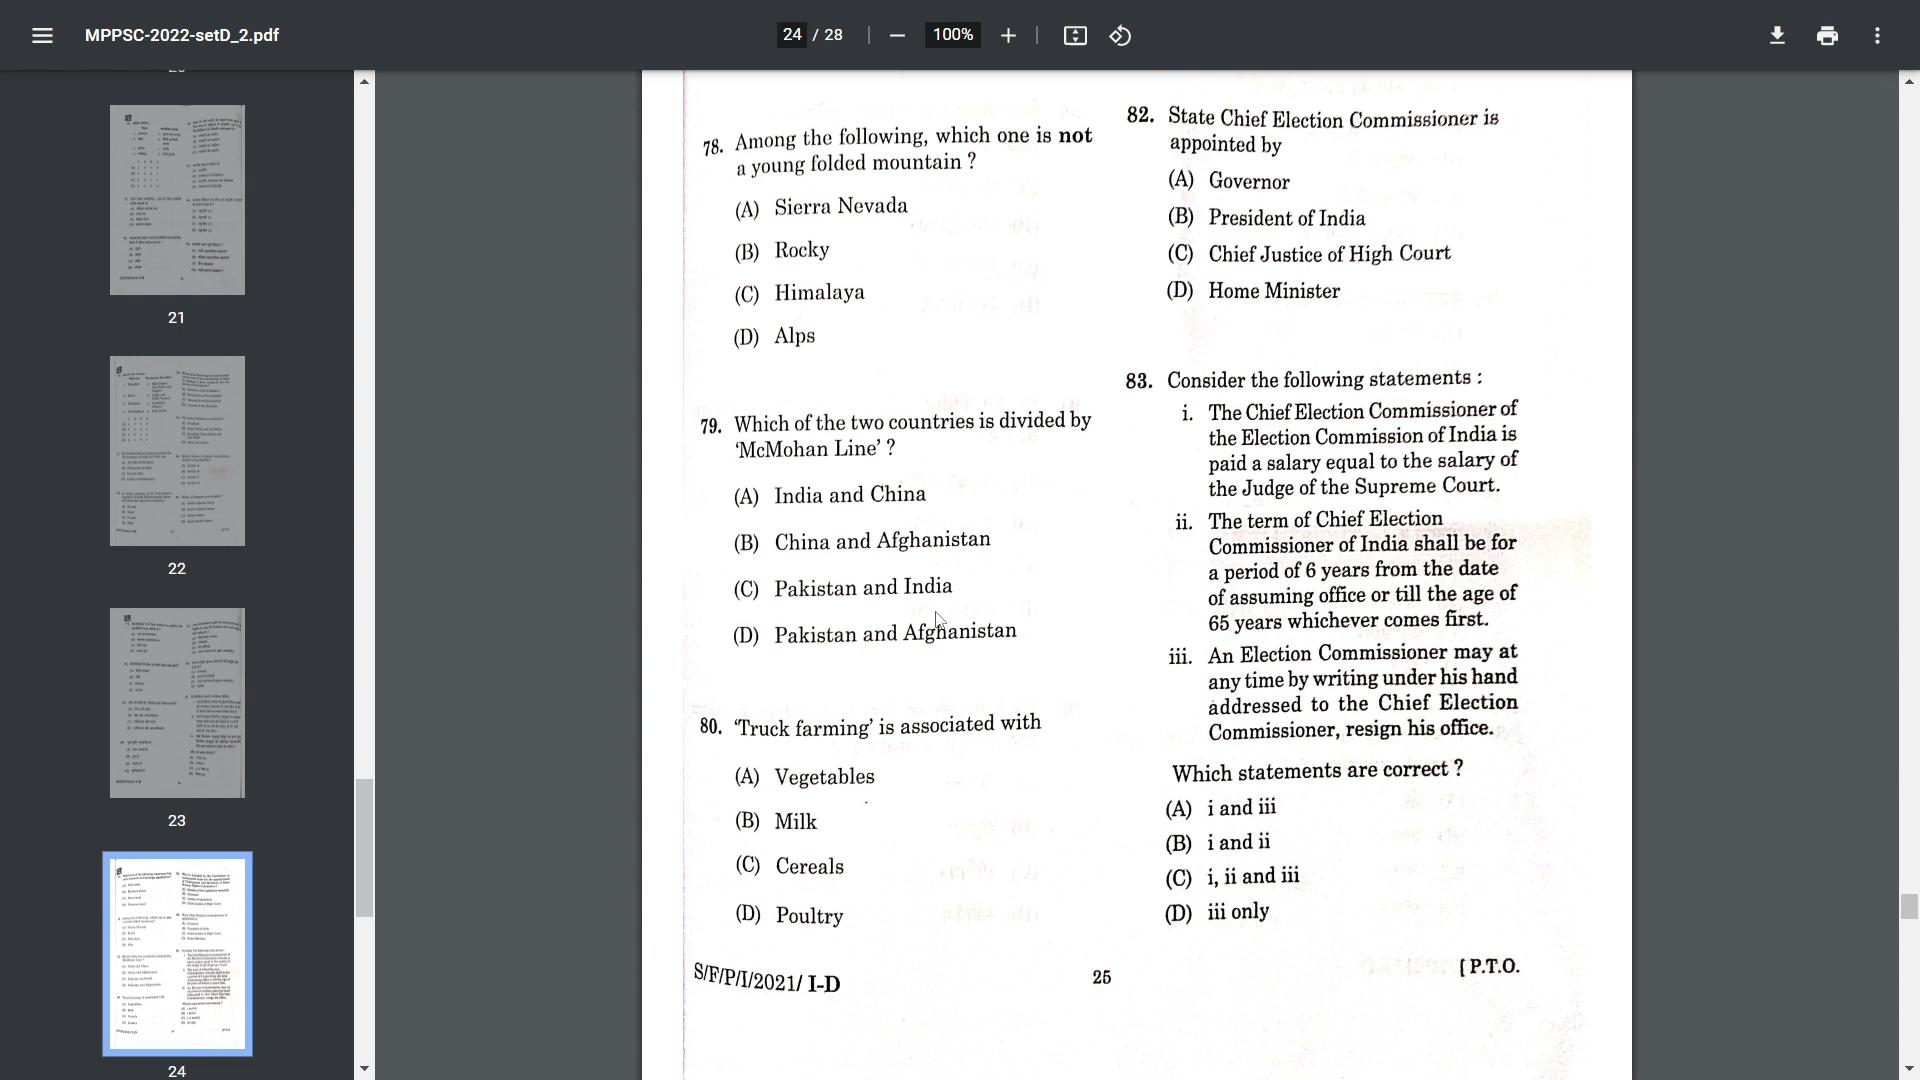 MPPSC-2022-setD_2.pdf
24 / 28
100%
21
22
23
24
78. Among the following, which one is not
a young folded mountain ?
(A) Sierra Nevada
(B) Rocky
(C) Himalaya
(D) Alps
79. Which of the two countries is divided by
‘McMohan Line’ ?
(A) India and China
(B) China and Afghanistan
(C) Pakistan and India
(D) Pakistan and Afghanistan
80. ‘Truck farming’ is associated with
(A) Vegetables
(B) Milk
(C) Cereals
(D) Poultry
82. State Chief Election Commissioner is
appointed by
(A) Governor
(B) President of India
(C) Chief Justice of High Court
(D) Home Minister
83. Consider the following statements :
i. The Chief Election Commissioner of
the Election Commission of India is
paid a salary equal to the salary of
the Judge of the Supreme Court.
ii. The term of Chief Election
Commissioner of India shall be for
a period of 6 years from the date
of assuming office or till the age of
65 years whichever comes first.
iii. An Election Commissioner may at
any time by writing under his hand
addressed to the Chief Election
Commissioner, resign his office.
Which statements are correct ?
(A) i and iii
(B) i and ii
(C) i, ii and iii
(D) iii only
S/F/P/I/2021/ I-D
25
[ P.T.O.